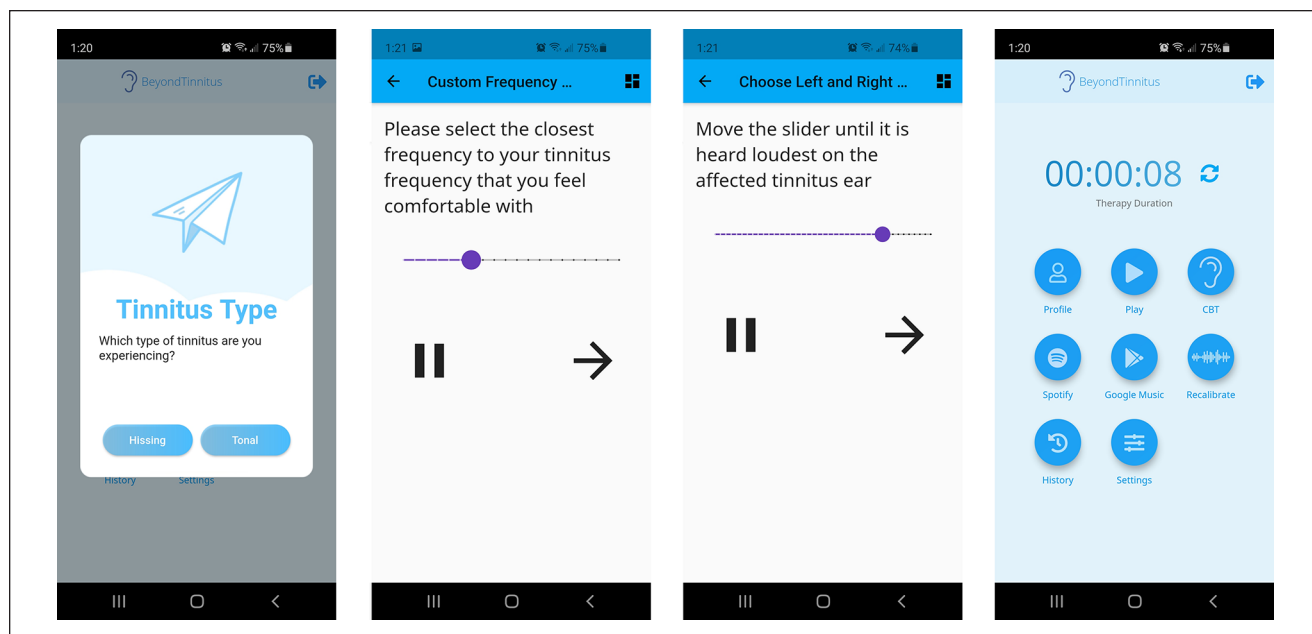 1:20
75%
BeyondTinnitus
Tinnitus Type
Which type of tinnitus are you
experiencing?
Hissing Tonal
History Settings
1:21 75%
Custom Frequency ...
Please select the closest
frequency to your tinnitus
frequency that you feel
comfortable with
1:21 74%
Choose Left and Right ...
Move the slider until it is
heard loudest on the
affected tinnitus ear
1:20 75%
BeyondTinnitus
00:00:08
Therapy Duration
Profile Play CBT
Spotify Google Music Recalibrate
History Settings